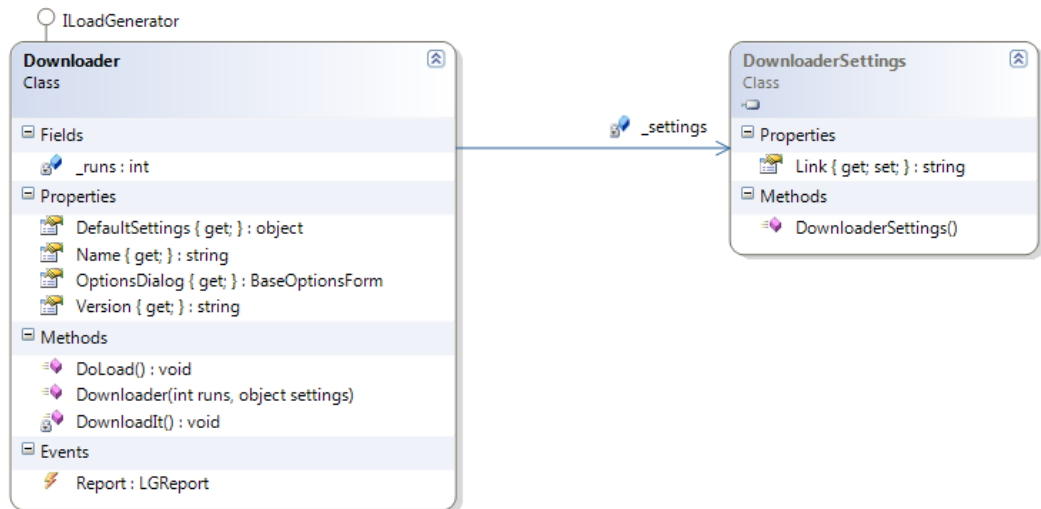 ILoadGenerator
Downloader
Class
Fields
_runs : int
Properties
DefaultSettings { get; } : object
Name { get; } : string
OptionsDialog { get; } : BaseOptionsForm
Version { get; } : string
Methods
DoLoad() : void
Downloader(int runs, object settings)
DownloadIt() : void
Events
Report : LGReport
_settings
DownloaderSettings
Class
Properties
Link { get; set; } : string
Methods
DownloaderSettings()